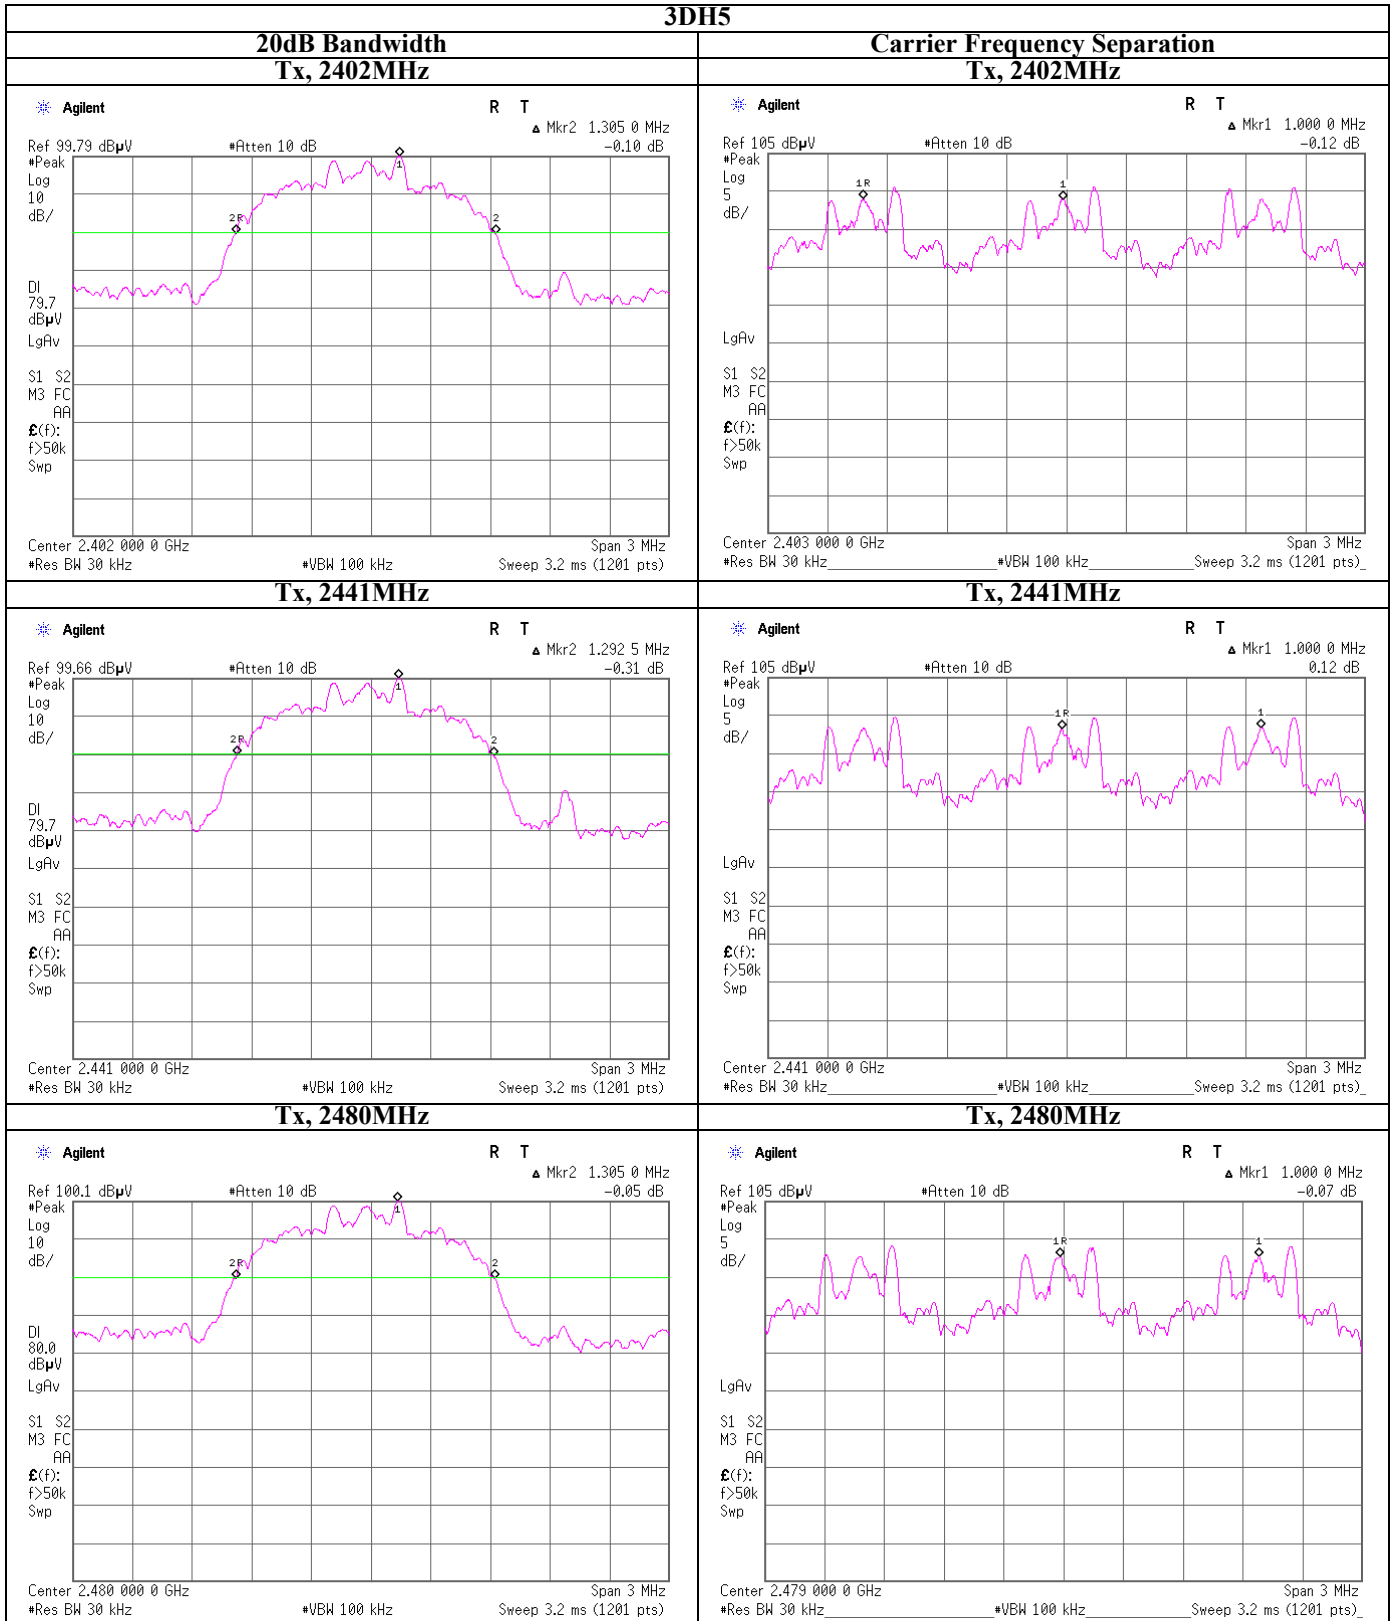 3DH5
20dB Bandwidth
Carrier Frequency Separation
Tx, 2402MHz
Tx, 2402MHz
Agilent
R T
Δ Mkr2 1.305 0 MHz
Ref 99.79 dBµV
#Atten 10 dB
-0.10 dB
#Peak
Log
10
dB/
1
2R
2
DI
79.7
dBµV
LgAv
S1 S2
M3 FC
AA
£(f):
f>50k
Swp
Center 2.402 000 0 GHz
Span 3 MHz
#Res BW 30 kHz
#VBW 100 kHz
Sweep 3.2 ms (1201 pts)
Agilent
R T
Δ Mkr1 1.000 0 MHz
Ref 105 dBµV
#Atten 10 dB
-0.12 dB
#Peak
Log
5
dB/
1R
1
LgAv
S1 S2
M3 FC
AA
£(f):
f>50k
Swp
Center 2.403 000 0 GHz
Span 3 MHz
#Res BW 30 kHz
#VBW 100 kHz
Sweep 3.2 ms (1201 pts)
Tx, 2441MHz
Tx, 2441MHz
Agilent
R T
Δ Mkr2 1.292 5 MHz
Ref 99.66 dBµV
#Atten 10 dB
-0.31 dB
#Peak
Log
10
dB/
1
2R
2
DI
79.7
dBµV
LgAv
S1 S2
M3 FC
AA
£(f):
f>50k
Swp
Center 2.441 000 0 GHz
Span 3 MHz
#Res BW 30 kHz
#VBW 100 kHz
Sweep 3.2 ms (1201 pts)
Agilent
R T
Δ Mkr1 1.000 0 MHz
Ref 105 dBµV
#Atten 10 dB
0.12 dB
#Peak
Log
5
dB/
1R
1
LgAv
S1 S2
M3 FC
AA
£(f):
f>50k
Swp
Center 2.441 000 0 GHz
Span 3 MHz
#Res BW 30 kHz
#VBW 100 kHz
Sweep 3.2 ms (1201 pts)
Tx, 2480MHz
Tx, 2480MHz
Agilent
R T
Δ Mkr2 1.305 0 MHz
Ref 100.1 dBµV
#Atten 10 dB
-0.05 dB
#Peak
Log
10
dB/
1
2R
2
DI
80.0
dBµV
LgAv
S1 S2
M3 FC
AA
£(f):
f>50k
Swp
Center 2.480 000 0 GHz
Span 3 MHz
#Res BW 30 kHz
#VBW 100 kHz
Sweep 3.2 ms (1201 pts)
Agilent
R T
Δ Mkr1 1.000 0 MHz
Ref 105 dBµV
#Atten 10 dB
-0.07 dB
#Peak
Log
5
dB/
1R
1
LgAv
S1 S2
M3 FC
AA
£(f):
f>50k
Swp
Center 2.479 000 0 GHz
Span 3 MHz
#Res BW 30 kHz
#VBW 100 kHz
Sweep 3.2 ms (1201 pts)